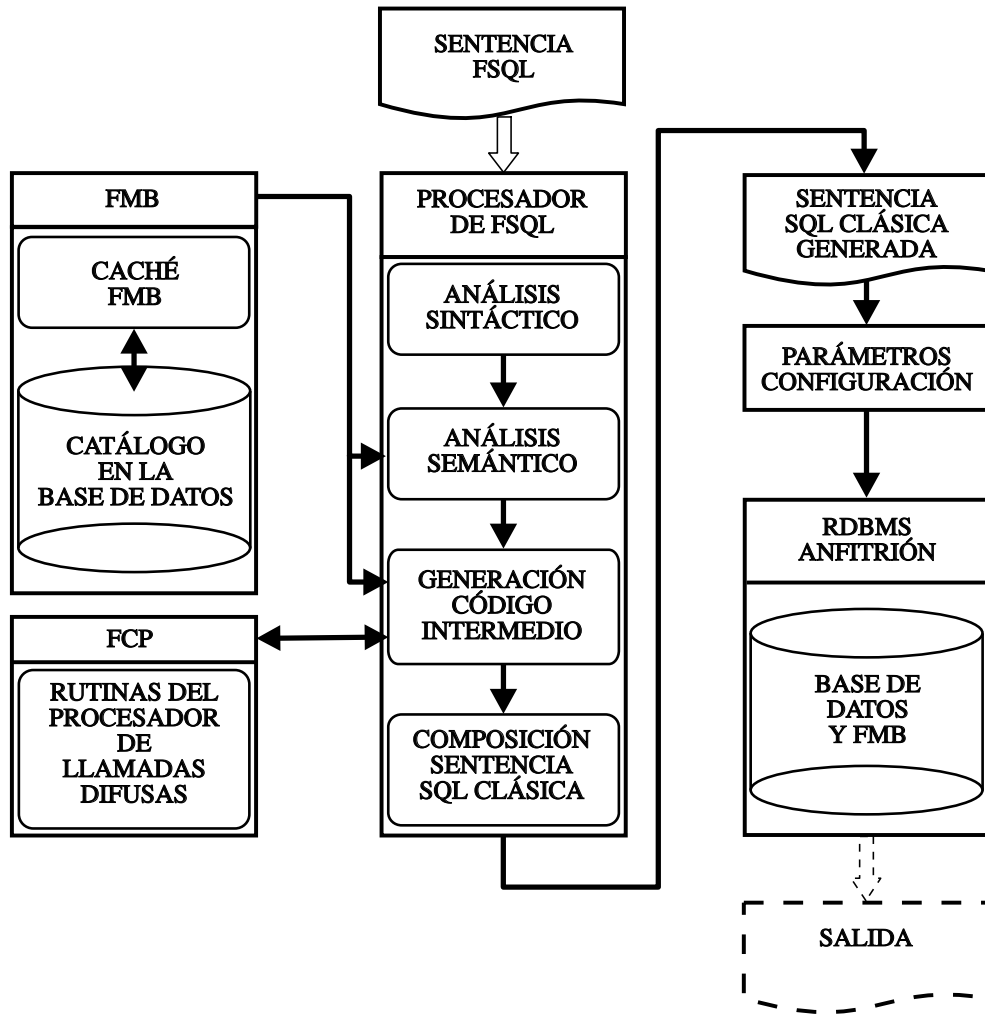 SENTENCIA
FSQL
FMB
CACHÉ
FMB
CATÁLOGO
EN LA
BASE DE DATOS
FCP
RUTINAS DEL
PROCESADOR
DE
LLAMADAS
DIFUSAS
PROCESADOR
DE FSQL
ANÁLISIS
SINTÁCTICO
ANÁLISIS
SEMÁNTICO
GENERACIÓN
CÓDIGO
INTERMEDIO
COMPOSICIÓN
SENTENCIA
SQL CLÁSICA
SENTENCIA
SQL CLÁSICA
GENERADA
PARÁMETROS
CONFIGURACIÓN
RDBMS
ANFITRIÓN
BASE DE
DATOS
Y FMB
SALIDA